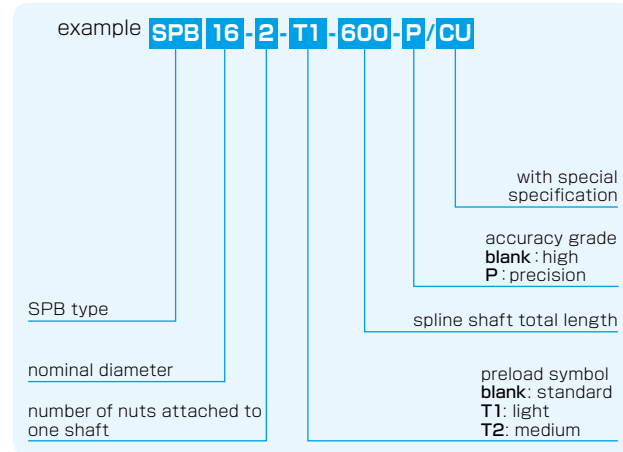 example SPB 16-2-T1-600-P/CU
with special
specification
accuracy grade
blank：high
P：precision
SPB type
spline shaft total length
nominal diameter
preload symbol
blank: standard
T1: light
T2: medium
number of nuts attached to
one shaft